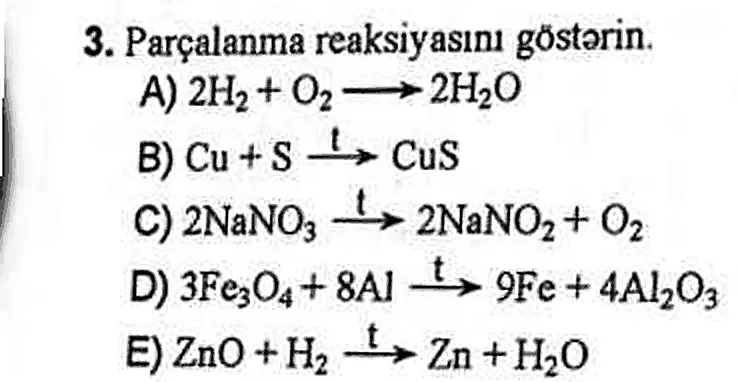 3. Parçalanma reaksiyasını göstərin.
A) 2H₂ + O₂ ⟶ 2H₂O
B) Cu + S –t→ CuS
C) 2NaNO₃ –t→ 2NaNO₂ + O₂
D) 3Fe₃O₄ + 8Al –t→ 9Fe + 4Al₂O₃
E) ZnO + H₂ –t→ Zn + H₂O